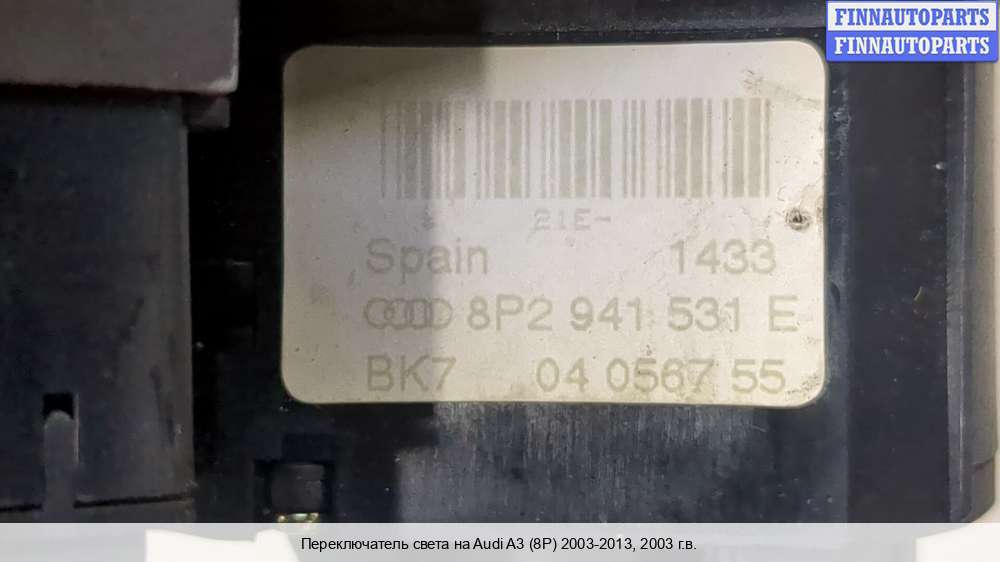 FINNAUTOPARTS
FINNAUTOPARTS
21E-
Spain 1433
8P2 941 531 E
BK7 04 0567 55
Переключатель света на Audi A3 (8P) 2003-2013, 2003 г.в.